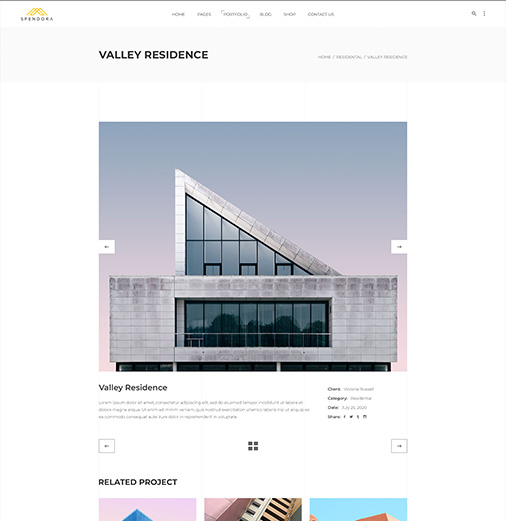 SPENDORA
HOME PAGES PORTFOLIO BLOG SHOP CONTACT US
VALLEY RESIDENCE
HOME / RESIDENTAL / VALLEY RESIDENCE
Valley Residence
Lorem ipsum dolor sit amet, consectetur adipiscing elit, sed do eiusmod tempor incididunt ut labore et
dolore magna aliqua. Ut enim ad minim veniam, quis nostrud exercitation ullamco laboris nisi ut aliquip ex ea
commodo consequat aute irure dolor in reprehenderit in voluptate.
Client: Victoria Russell
Category: Residental
Date: July 25, 2020
Share:
RELATED PROJECT